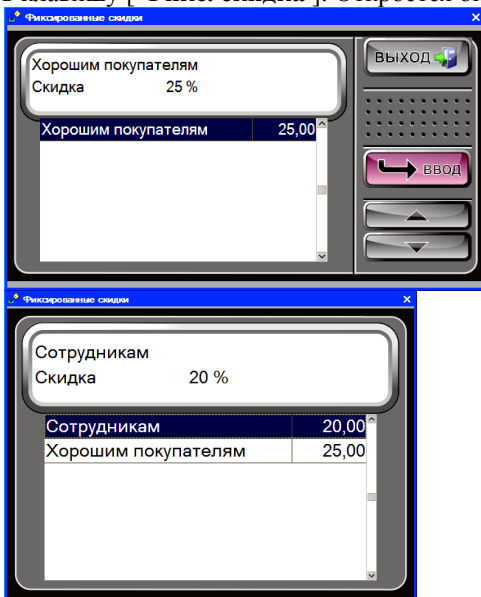 Фиксированные скидки
Хорошим покупателям
Скидка 25 %
Хорошим покупателям 25,00
ВЫХОД
ВВОД
Фиксированные скидки
Сотрудникам
Скидка 20 %
Сотрудникам 20,00
Хорошим покупателям 25,00